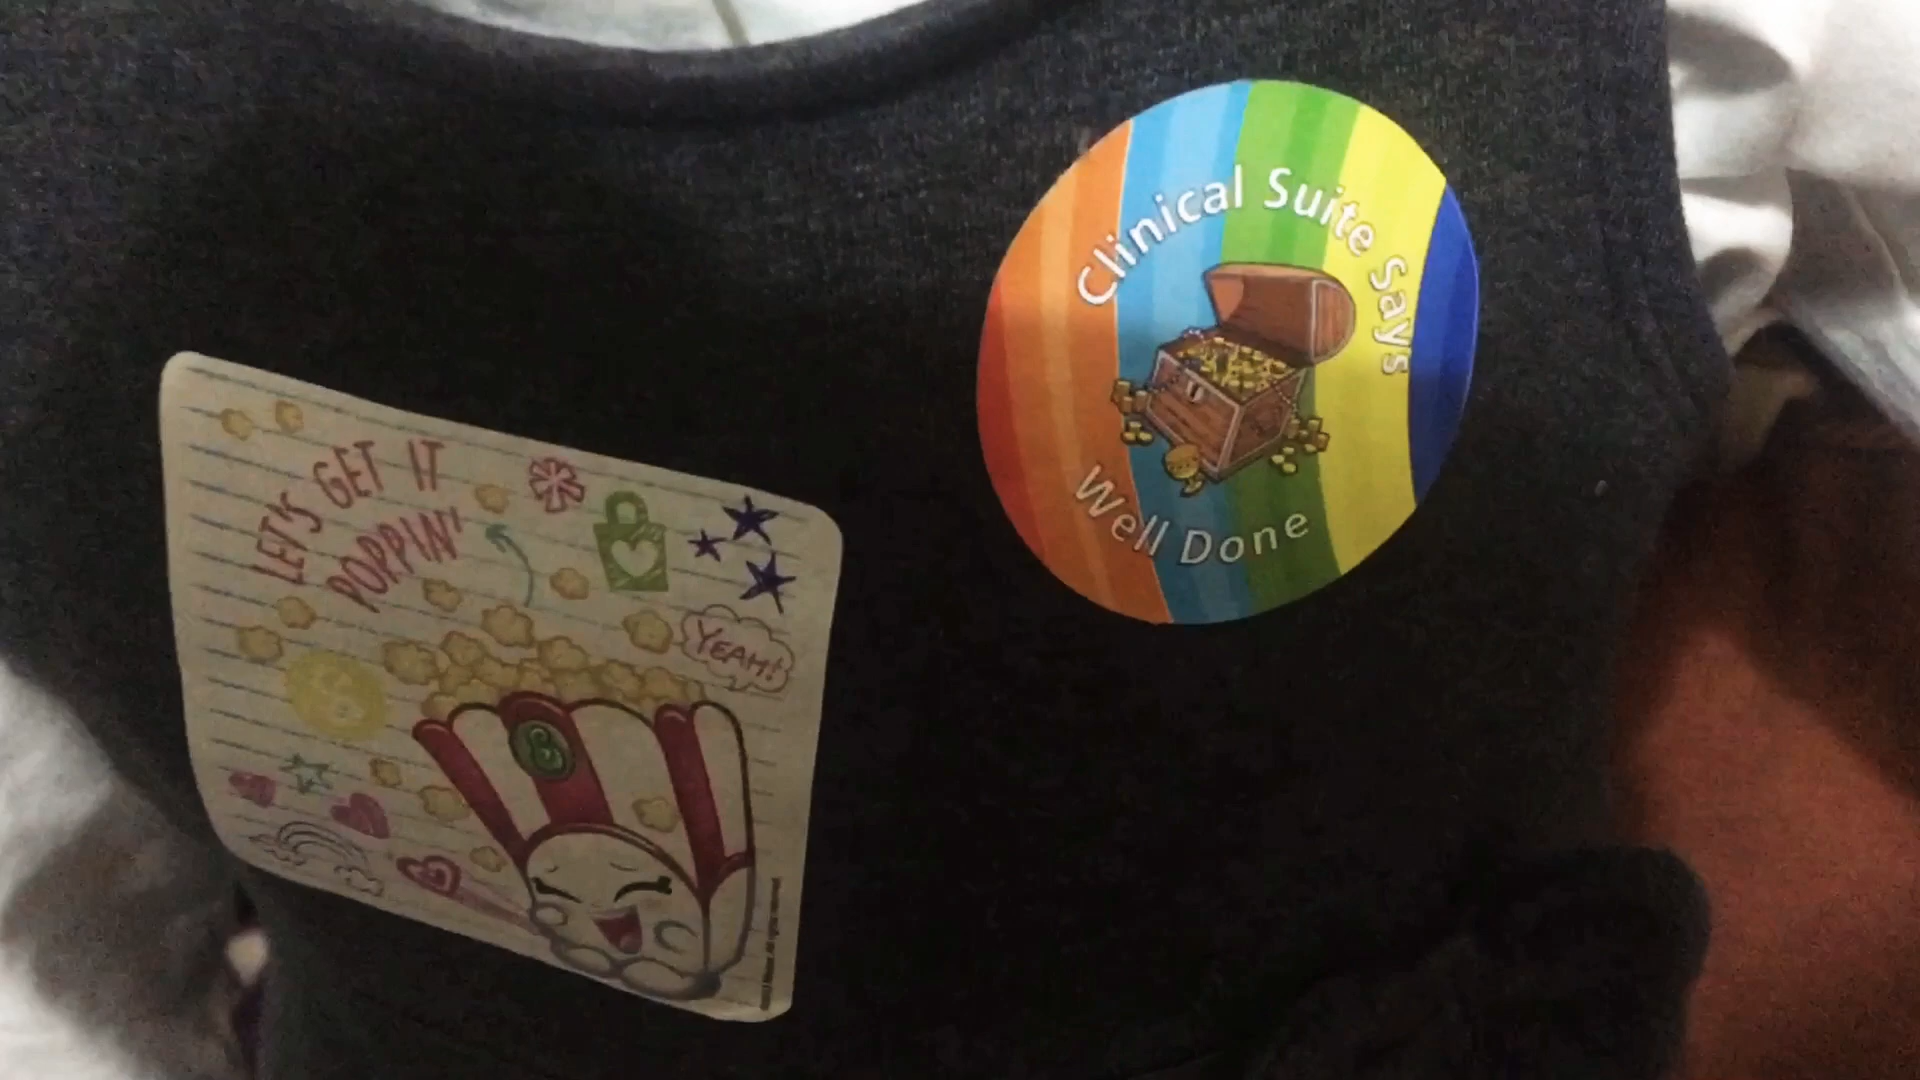 Clinical Suite Says
Well Done
LET'S GET IT
POPPIN'
YEAH!